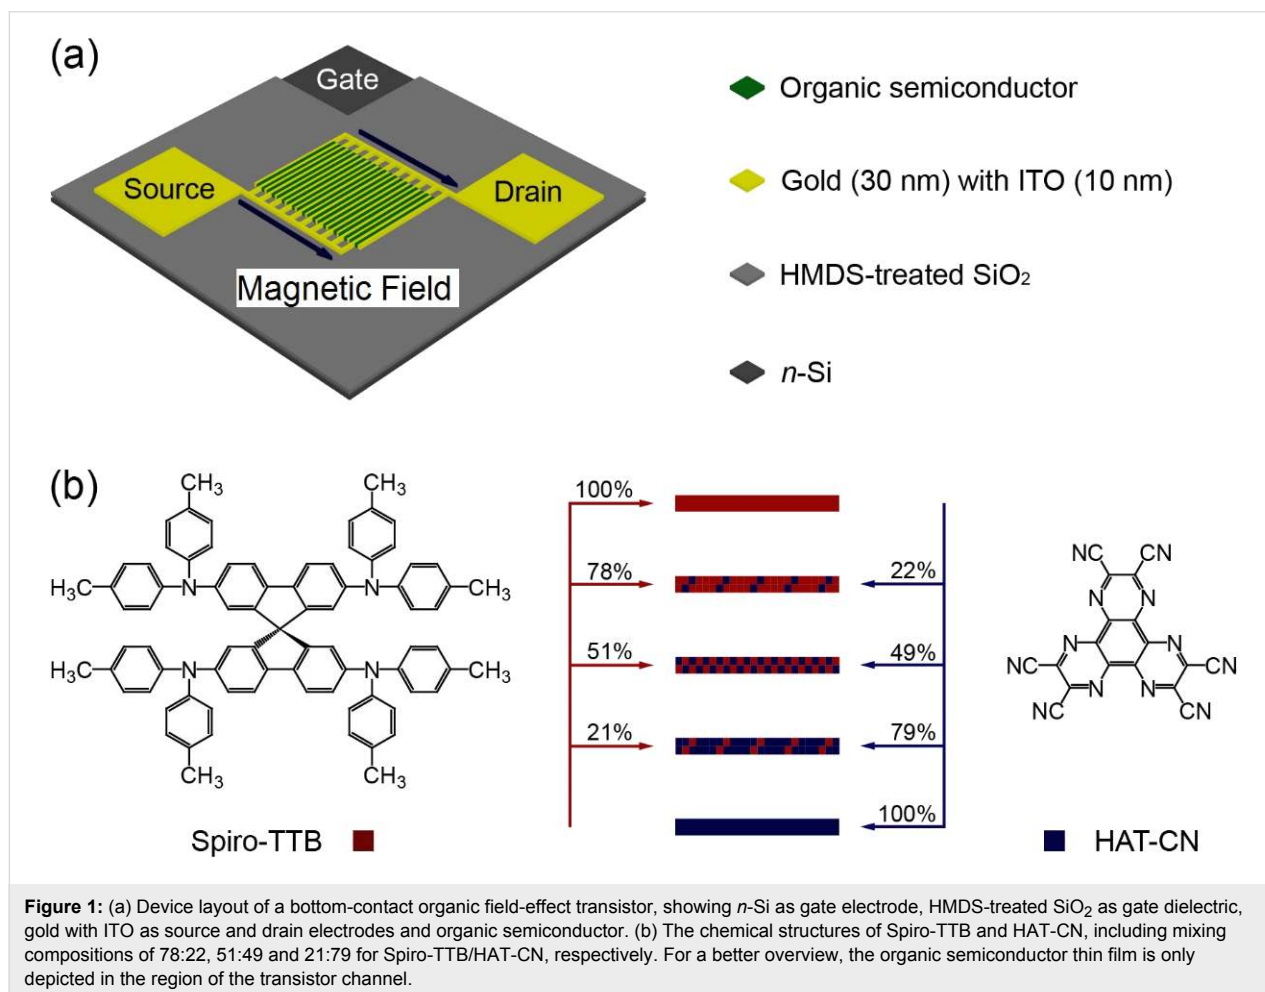 (a)
Gate
Source
Drain
Magnetic Field
Organic semiconductor
Gold (30 nm) with ITO (10 nm)
HMDS-treated SiO₂
n-Si
(b)
CH₃
CH₃
H₃C
N
N
CH₃
H₃C
N
N
CH₃
CH₃
CH₃
Spiro-TTB
100%
78%
51%
21%
22%
49%
79%
100%
NC
CN
N
N
N
N
NC
CN
N
N
NC
CN
HAT-CN
Figure 1: (a) Device layout of a bottom-contact organic field-effect transistor, showing n-Si as gate electrode, HMDS-treated SiO₂ as gate dielectric,
gold with ITO as source and drain electrodes and organic semiconductor. (b) The chemical structures of Spiro-TTB and HAT-CN, including mixing
compositions of 78:22, 51:49 and 21:79 for Spiro-TTB/HAT-CN, respectively. For a better overview, the organic semiconductor thin film is only
depicted in the region of the transistor channel.